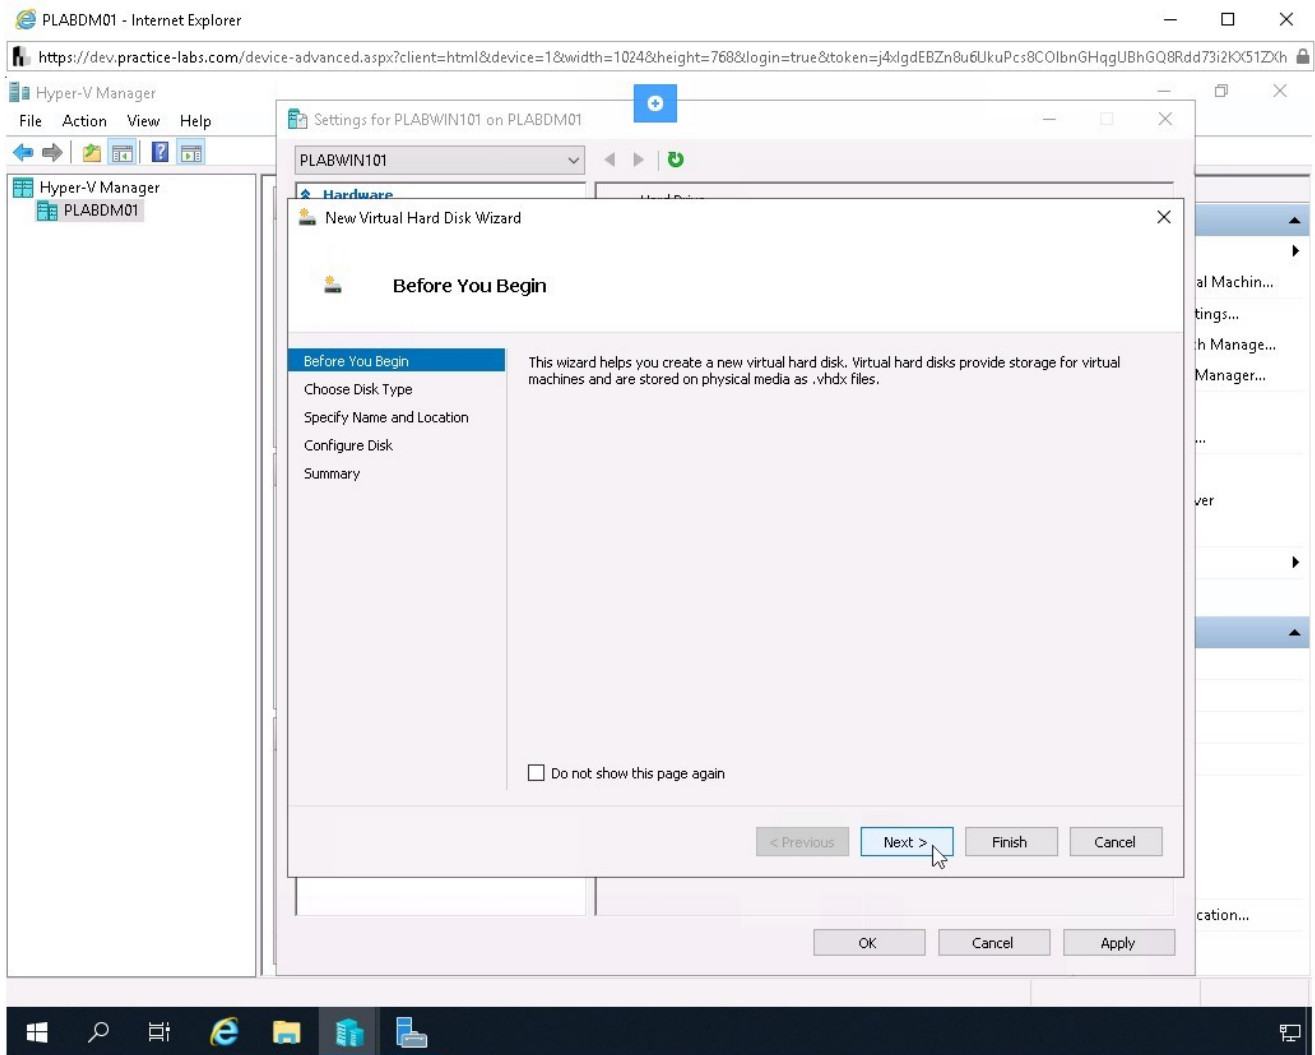 PLABDM01 - Internet Explorer
https://dev.practice-labs.com/device-advanced.aspx?client=html&device=1&width=1024&height=768&login=true&token=j4xlgdEBZn8u6UkuPcs8COIbnGHqgUBhGQ8Rdd73i2KX51ZXh
Hyper-V Manager
File Action View Help
Settings for PLABWIN101 on PLABDM01
PLABWIN101
Hyper-V Manager
PLABDM01
Hardware
Hard Drive
New Virtual Hard Disk Wizard
Before You Begin
Before You Begin
Choose Disk Type
Specify Name and Location
Configure Disk
Summary
This wizard helps you create a new virtual hard disk. Virtual hard disks provide storage for virtual
machines and are stored on physical media as .vhdx files.
Do not show this page again
< Previous
Next >
Finish
Cancel
al Machin...
tings...
h Manage...
Manager...
...
ver
cation...
OK
Cancel
Apply